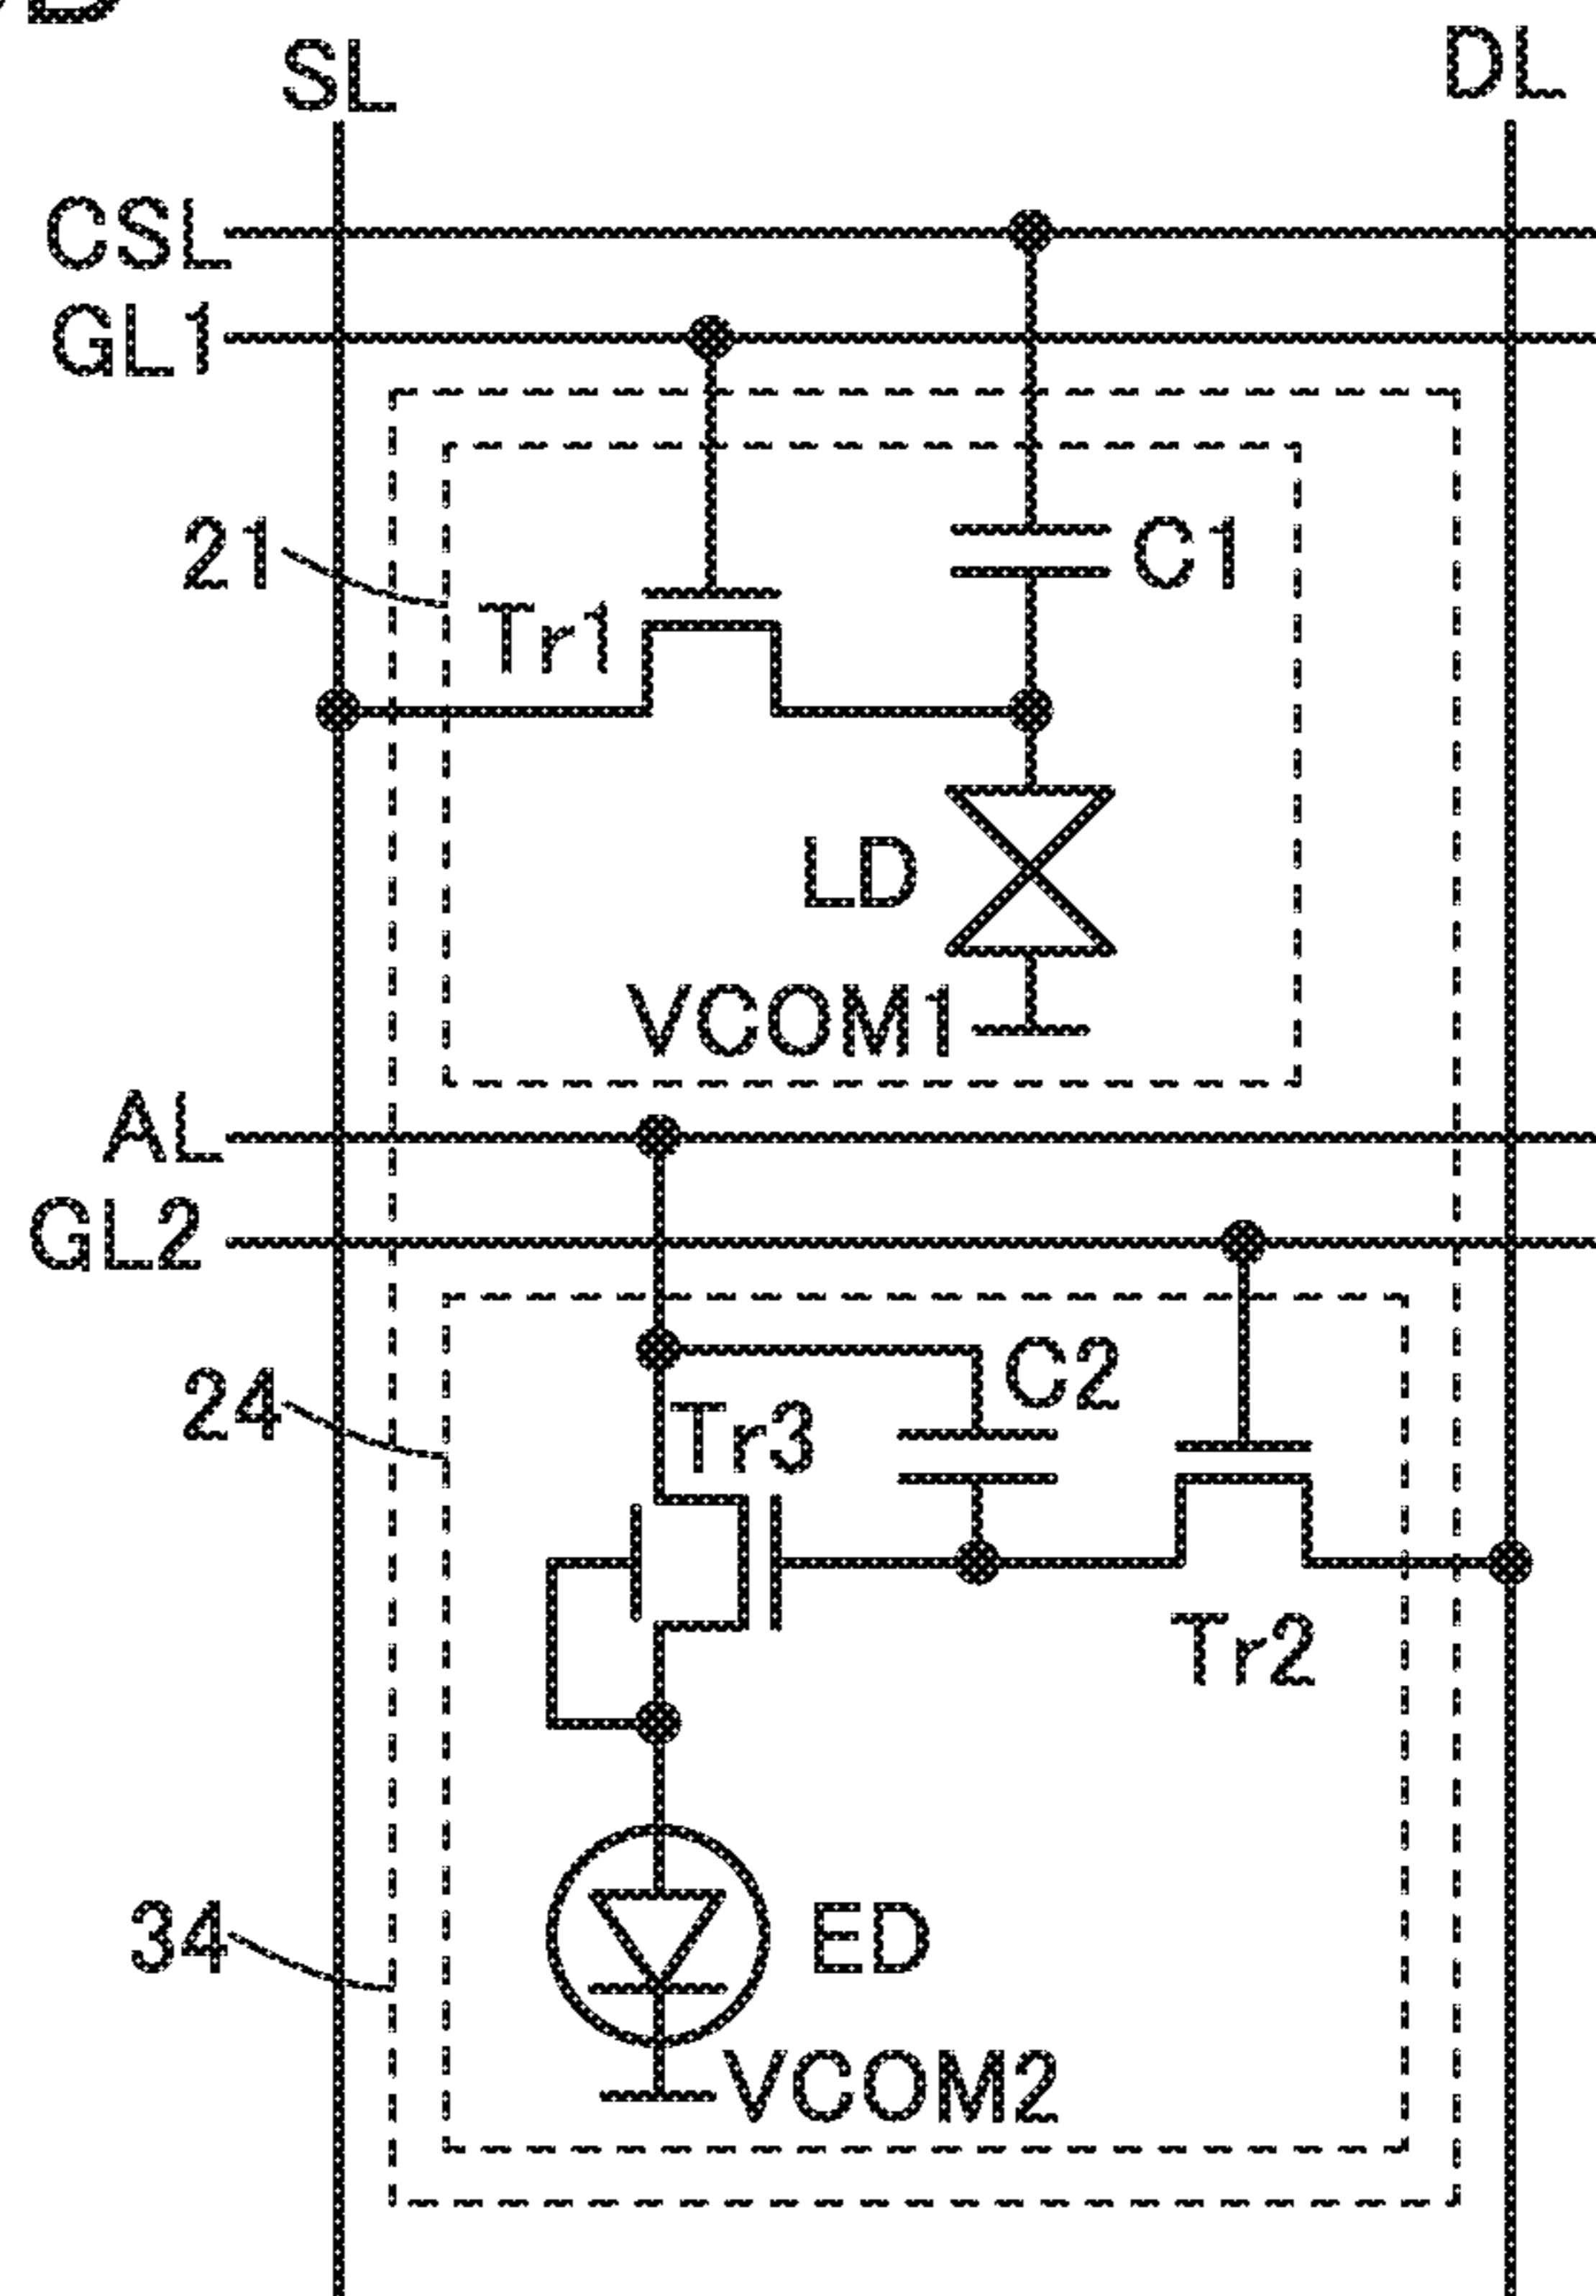 SL
DL
CSL
GL1
21
Tr1
C1
LD
VCOM1
AL
GL2
24
C2
Tr3
Tr2
34
ED
VCOM2